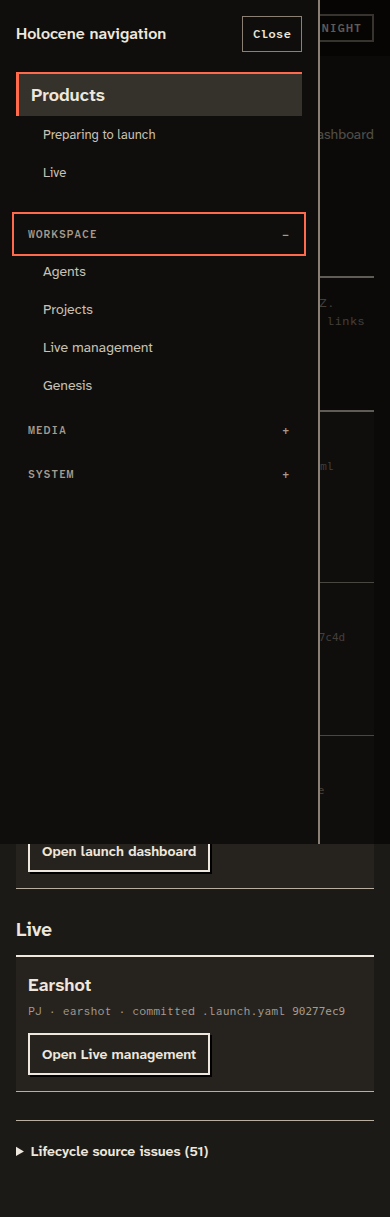 Holocene navigation
Close
NIGHT
Products
Preparing to launch
ashboard
Live
WORKSPACE −
Agents
Z.
Projects
links
Live management
Genesis
MEDIA +
ml
SYSTEM +
7c4d
e
Open launch dashboard
Live
Earshot
PJ · earshot · committed .launch.yaml 90277ec9
Open Live management
▶ Lifecycle source issues (51)